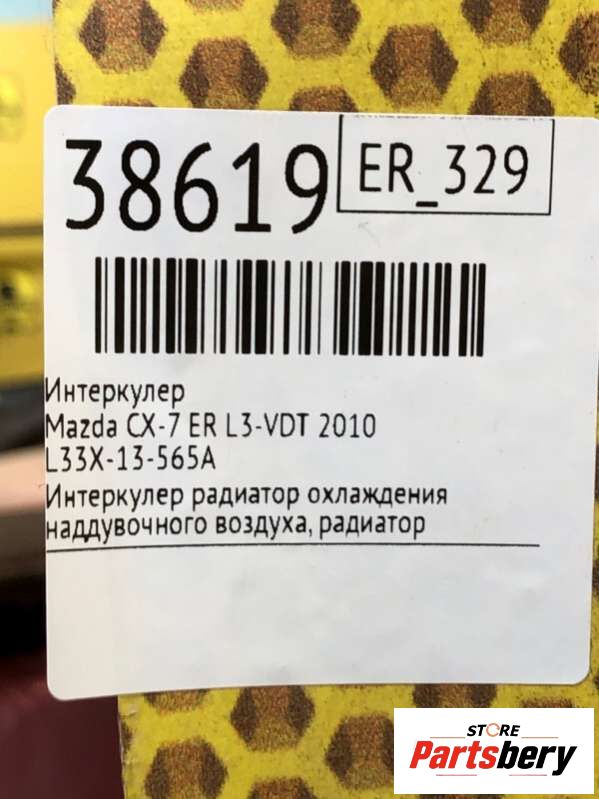 38619
ER_329
Интеркулер
Mazda CX-7 ER L3-VDT 2010
L33X-13-565A
Интеркулер радиатор охлаждения
наддувочного воздуха, радиатор
STORE
Partsbery